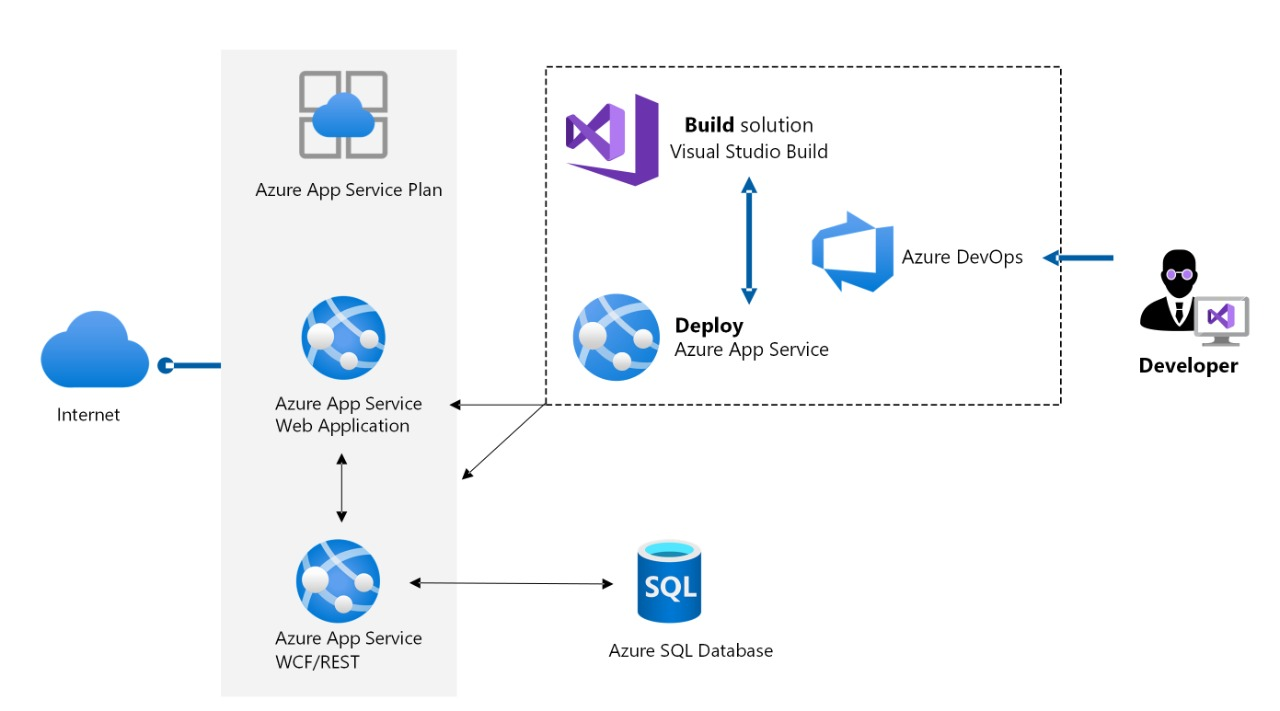 Azure App Service Plan
Internet
Azure App Service
Web Application
Azure App Service
WCF/REST
Build solution
Visual Studio Build
Azure DevOps
Deploy
Azure App Service
Developer
SQL
Azure SQL Database